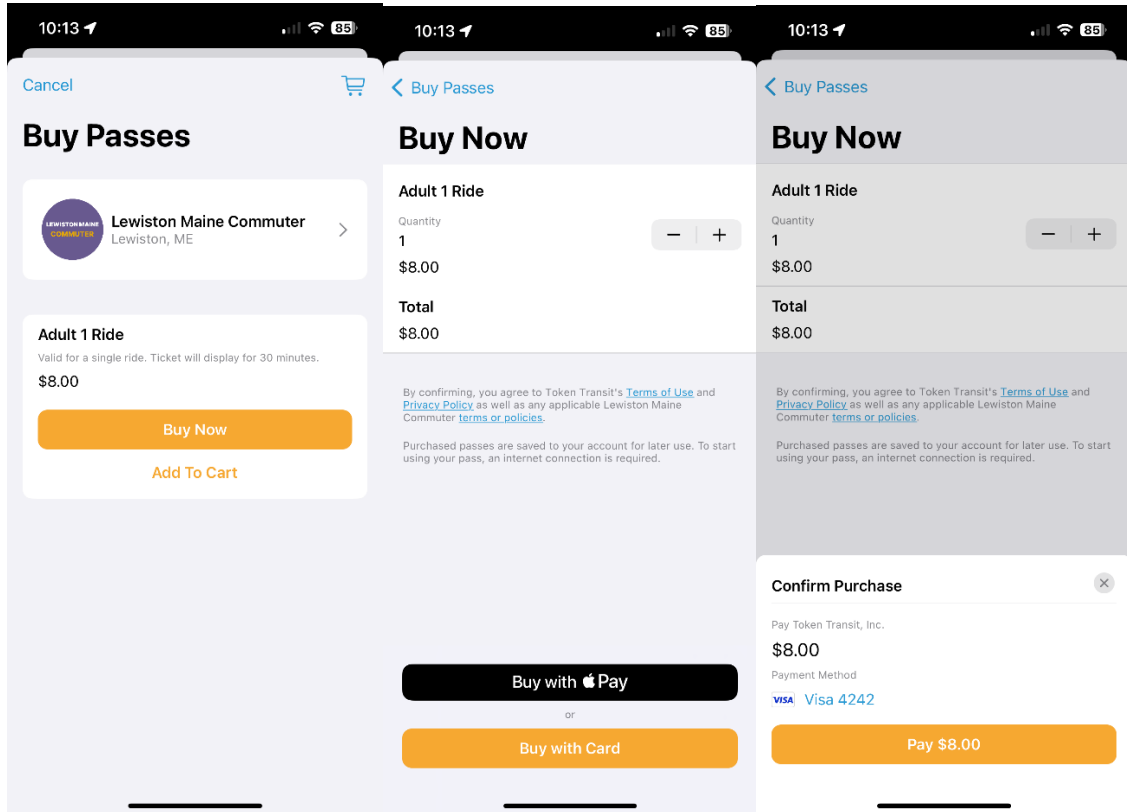 10:13
85
Cancel
Buy Passes
LEWISTON MAINE
COMMUTER
Lewiston Maine Commuter
Lewiston, ME
Adult 1 Ride
Valid for a single ride. Ticket will display for 30 minutes.
$8.00
Buy Now
Add To Cart
10:13
85
Buy Passes
Buy Now
Adult 1 Ride
Quantity
1
$8.00
Total
$8.00
By confirming, you agree to Token Transit's Terms of Use and
Privacy Policy as well as any applicable Lewiston Maine
Commuter terms or policies.
Purchased passes are saved to your account for later use. To start
using your pass, an internet connection is required.
Buy with Pay
or
Buy with Card
10:13
85
Buy Passes
Buy Now
Adult 1 Ride
Quantity
1
$8.00
Total
$8.00
By confirming, you agree to Token Transit's Terms of Use and
Privacy Policy as well as any applicable Lewiston Maine
Commuter terms or policies.
Purchased passes are saved to your account for later use. To start
using your pass, an internet connection is required.
Confirm Purchase
Pay Token Transit, Inc.
$8.00
Payment Method
VISA Visa 4242
Pay $8.00